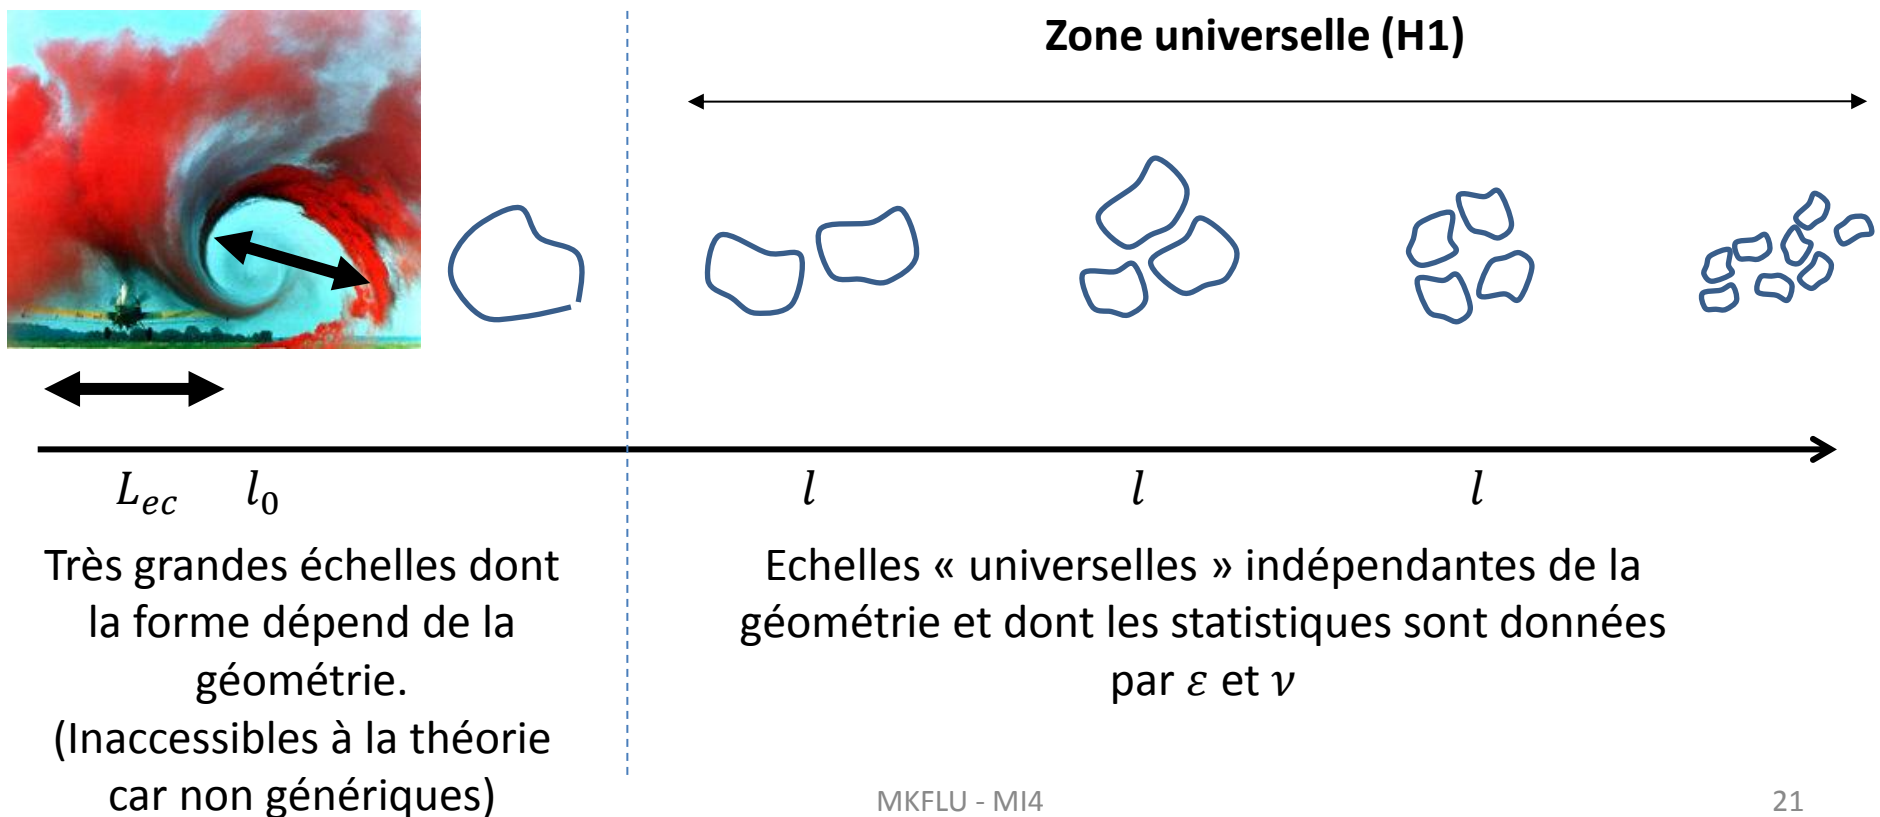 Zone universelle (H1)
L_ec l_0 l l l
Très grandes échelles dont
la forme dépend de la
géométrie.
(Inaccessibles à la théorie
car non génériques)
Echelles « universelles » indépendantes de la
géométrie et dont les statistiques sont données
par ε et ν
MKFLU - MI4
21